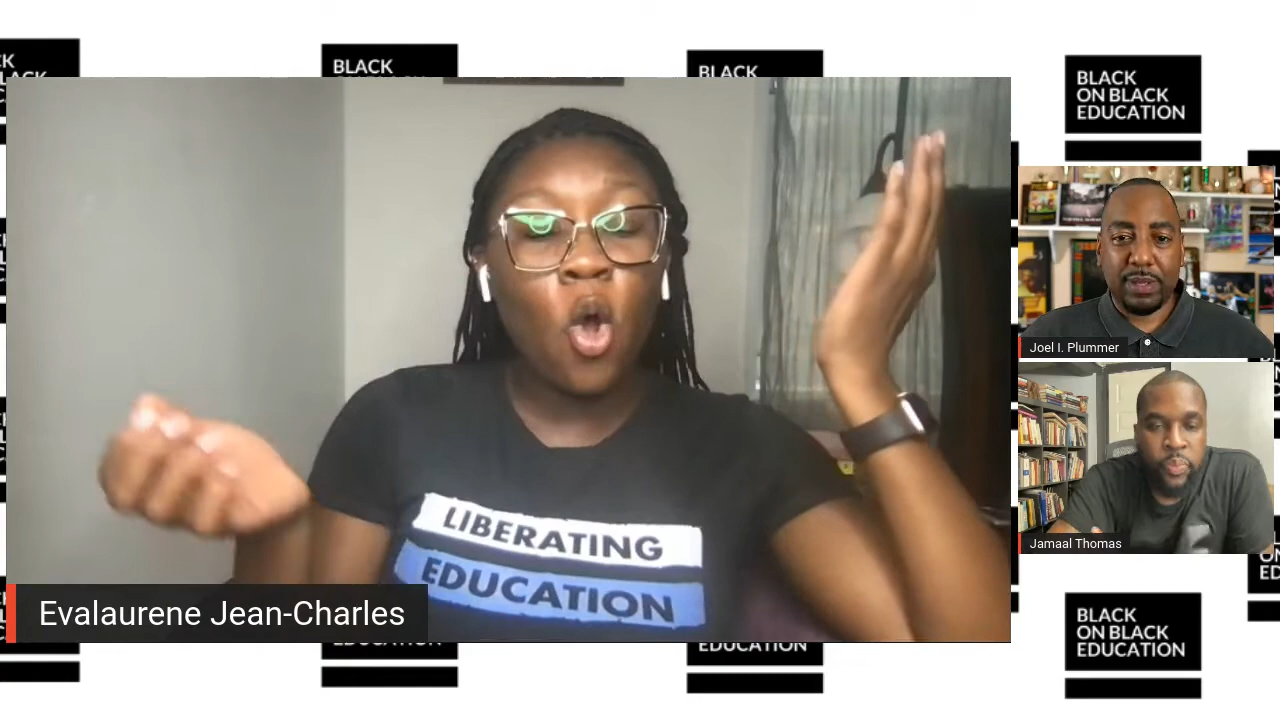 BLACK
BLACK
BLACK
ON BLACK
EDUCATION
LIBERATING
EDUCATION
Evalaurene Jean-Charles
Joel I. Plummer
Jamaal Thomas
EDUCATION
EDUCATION
BLACK
ON BLACK
EDUCATION